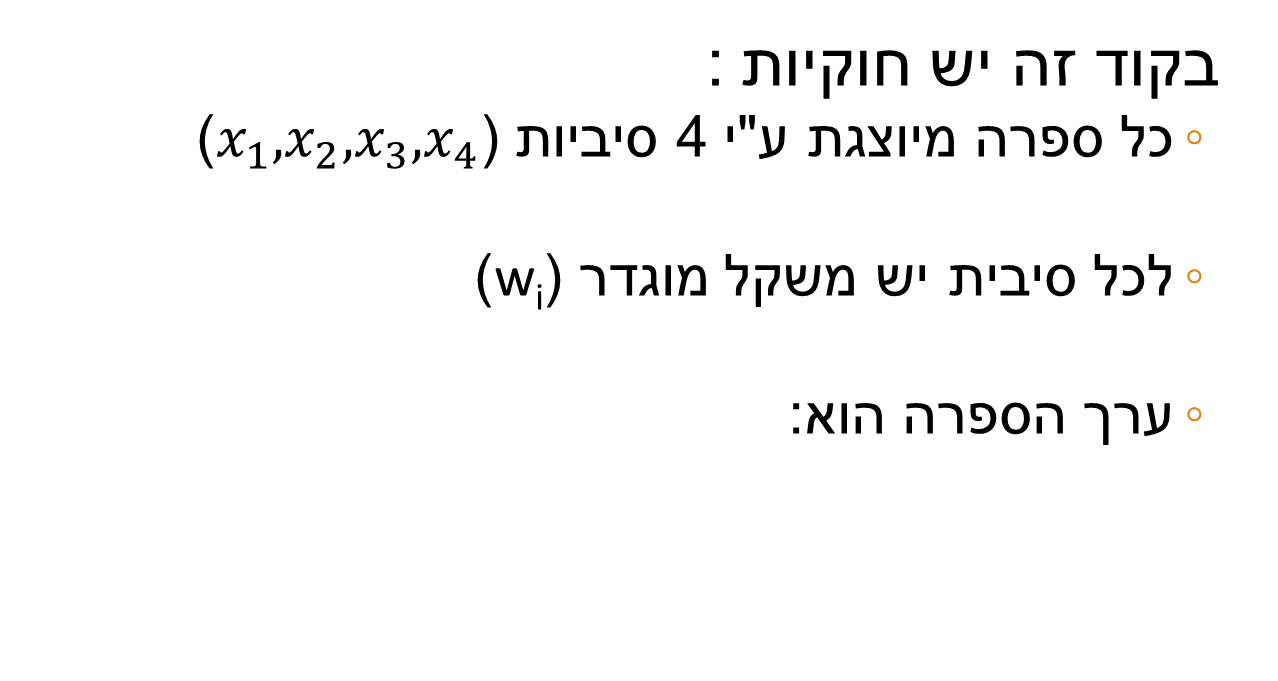 בקוד זה יש חוקיות :
◦ כל ספרה מיוצגת ע"י 4 סיביות (𝑥₁,𝑥₂,𝑥₃,𝑥₄)
◦ לכל סיבית יש משקל מוגדר (wᵢ)
◦ ערך הספרה הוא: